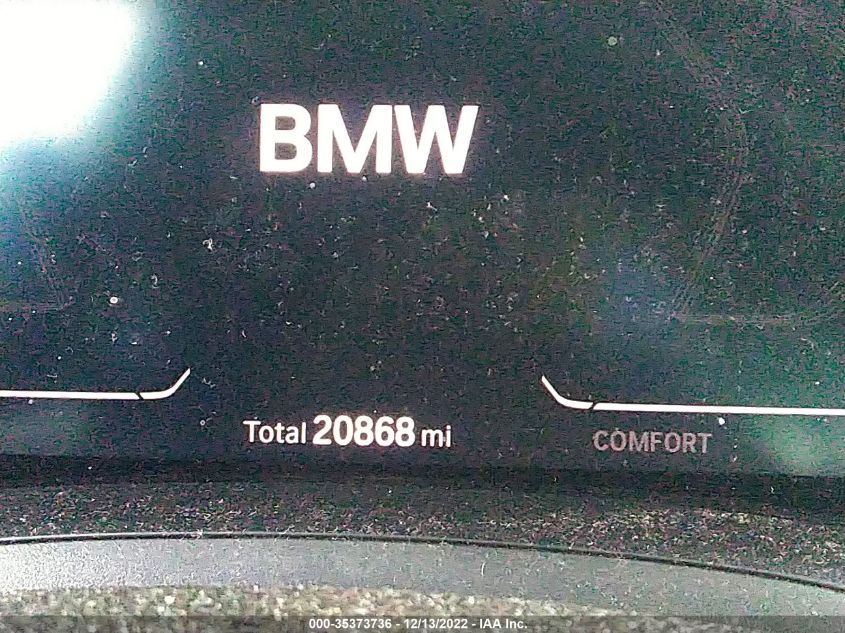 BMW
Total 20868 mi
COMFORT
000-35373736 - 12/13/2022 - IAA Inc.